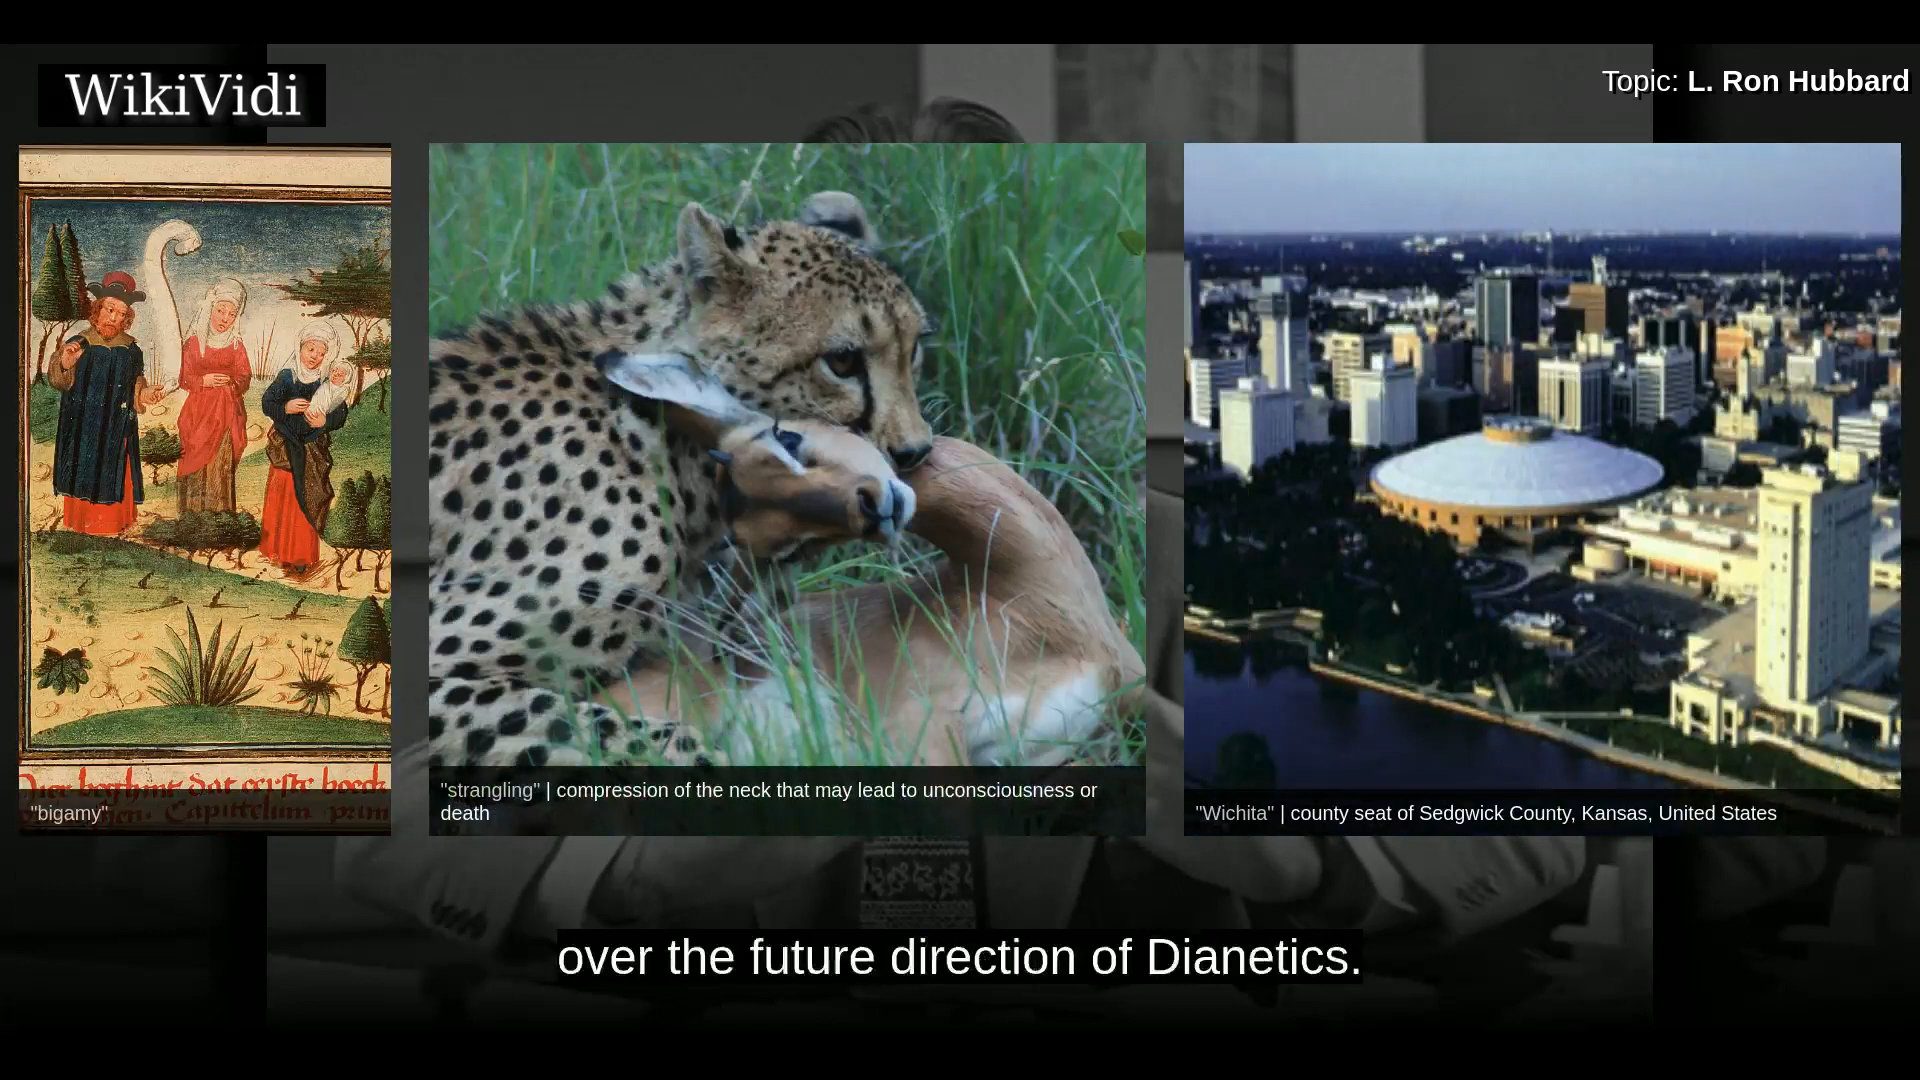 WikiVidi
Topic: L. Ron Hubbard
"bigamy"
"strangling" | compression of the neck that may lead to unconsciousness or
death
"Wichita" | county seat of Sedgwick County, Kansas, United States
over the future direction of Dianetics.